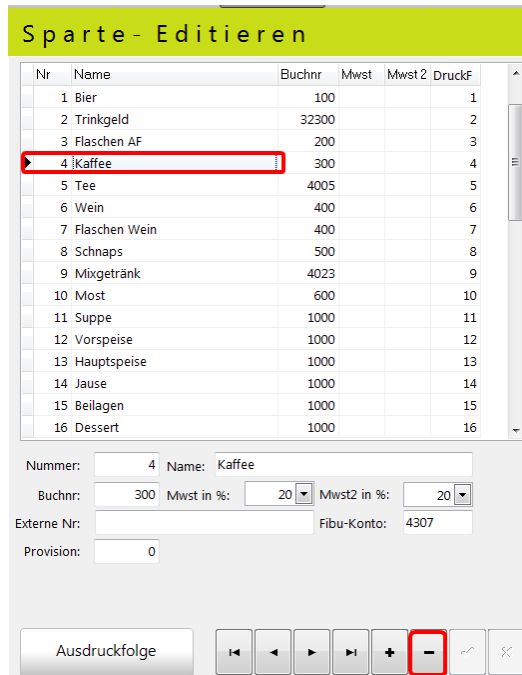 Sparte- Editieren
Nr Name Buchnr Mwst Mwst 2 DruckF
1 Bier 100 1
2 Trinkgeld 32300 2
3 Flaschen AF 200 3
4 Kaffee 300 4
5 Tee 4005 5
6 Wein 400 6
7 Flaschen Wein 400 7
8 Schnaps 500 8
9 Mixgetränk 4023 9
10 Most 600 10
11 Suppe 1000 11
12 Vorspeise 1000 12
13 Hauptspeise 1000 13
14 Jause 1000 14
15 Beilagen 1000 15
16 Dessert 1000 16
Nummer: 4 Name: Kaffee
Buchnr: 300 Mwst in %: 20 Mwst2 in %: 20
Externe Nr: Fibu-Konto: 4307
Provision: 0
Ausdruckfolge